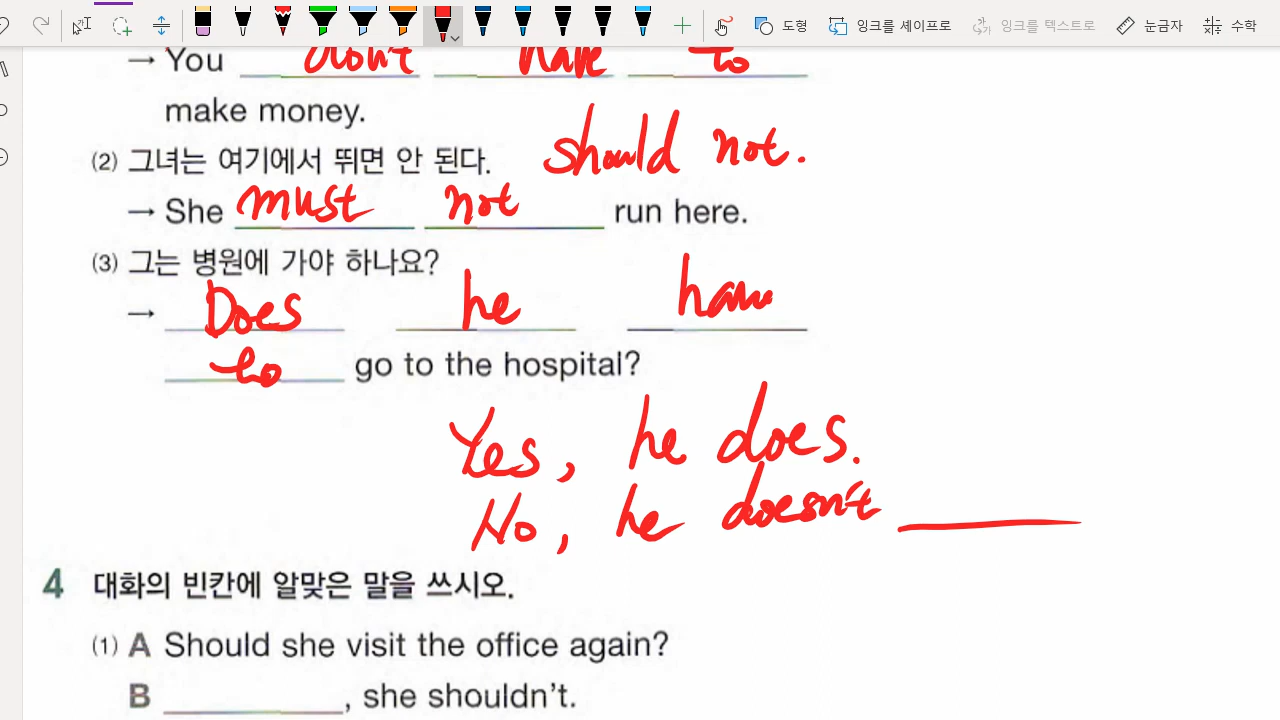 도형 잉크를 셰이프로 잉크를 텍스트로 눈금자 수학
→ You don't have to
make money.
(2) 그녀는 여기에서 뛰면 안 된다. should not.
→ She must not run here.
(3) 그는 병원에 가야 하나요?
→ Does he have
to go to the hospital?
Yes, he does.
No, he doesn't
4 대화의 빈칸에 알맞은 말을 쓰시오.
(1) A Should she visit the office again?
B ________, she shouldn't.